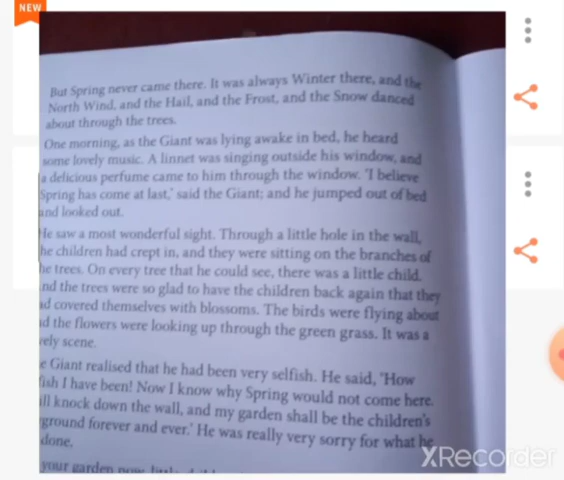 NEW
But Spring never came there. It was always Winter there, and the
North Wind, and the Hail, and the Frost, and the Snow danced
about through the trees.
One morning, as the Giant was lying awake in bed, he heard
some lovely music. A linnet was singing outside his window, and
a delicious perfume came to him through the window. 'I believe
Spring has come at last,' said the Giant; and he jumped out of bed
and looked out.
He saw a most wonderful sight. Through a little hole in the wall,
he children had crept in, and they were sitting on the branches of
he trees. On every tree that he could see, there was a little child.
nd the trees were so glad to have the children back again that they
ad covered themselves with blossoms. The birds were flying about
d the flowers were looking up through the green grass. It was a
ely scene.
e Giant realised that he had been very selfish. He said, 'How
ish I have been! Now I know why Spring would not come here.
ill knock down the wall, and my garden shall be the children's
ground forever and ever.' He was really very sorry for what he
done.
your garden now, little
XRecorder